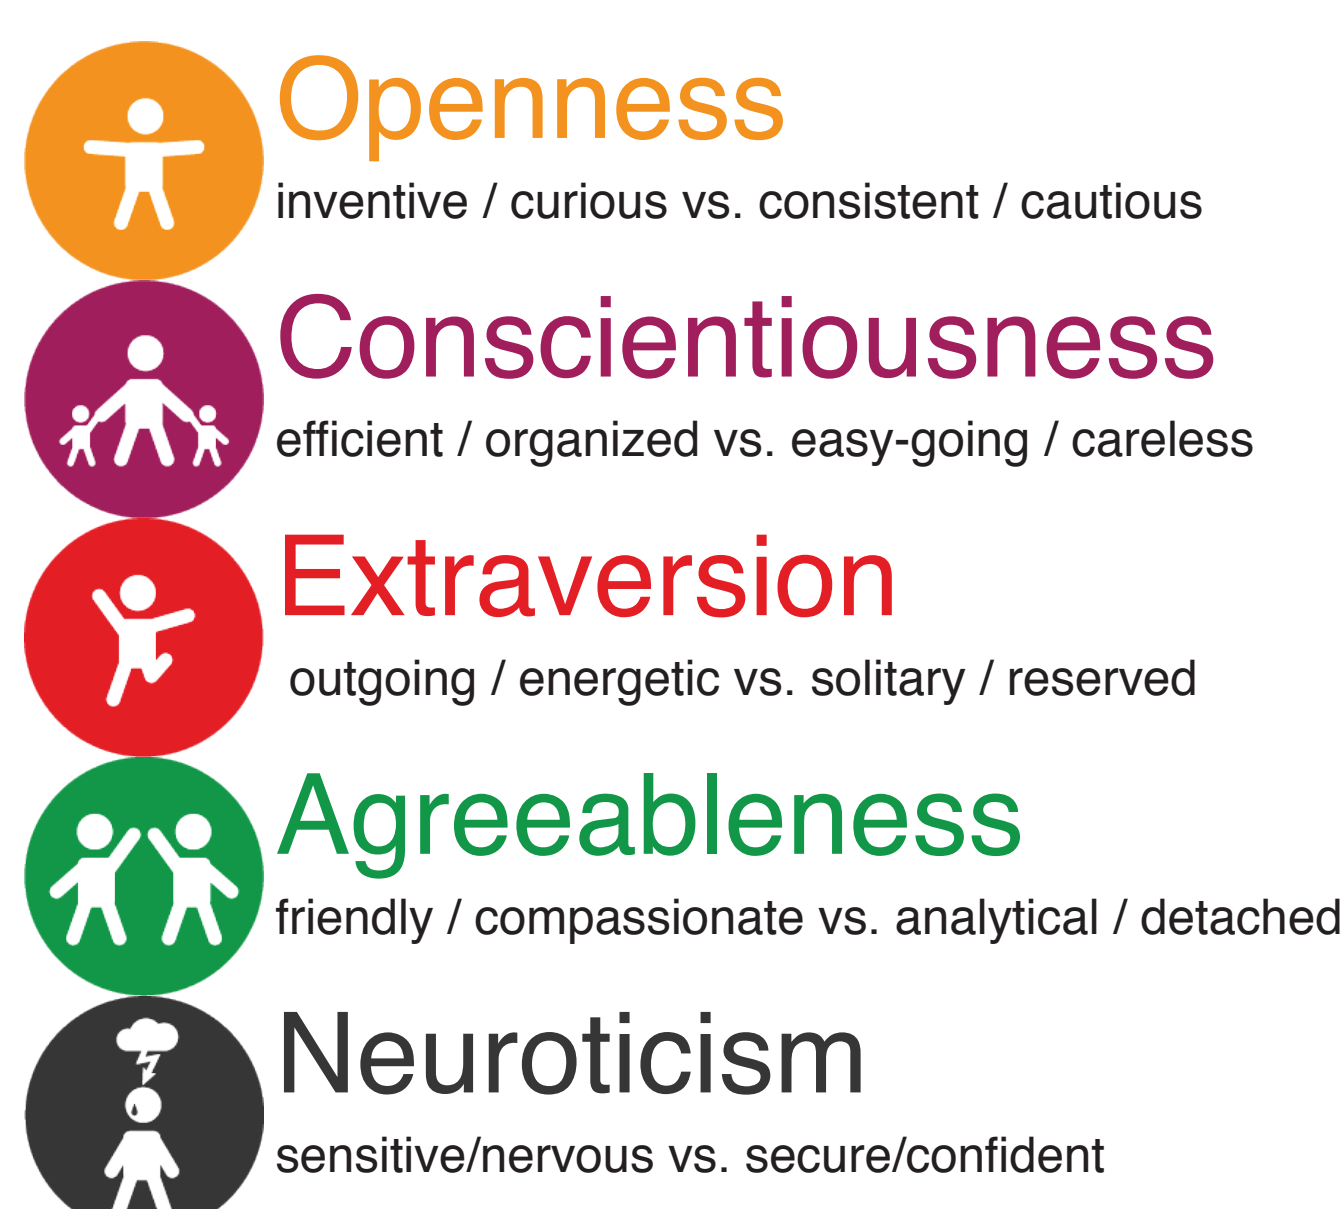 Openness
inventive / curious vs. consistent / cautious
Conscientiousness
efficient / organized vs. easy-going / careless
Extraversion
outgoing / energetic vs. solitary / reserved
Agreeableness
friendly / compassionate vs. analytical / detached
Neuroticism
sensitive/nervous vs. secure/confident